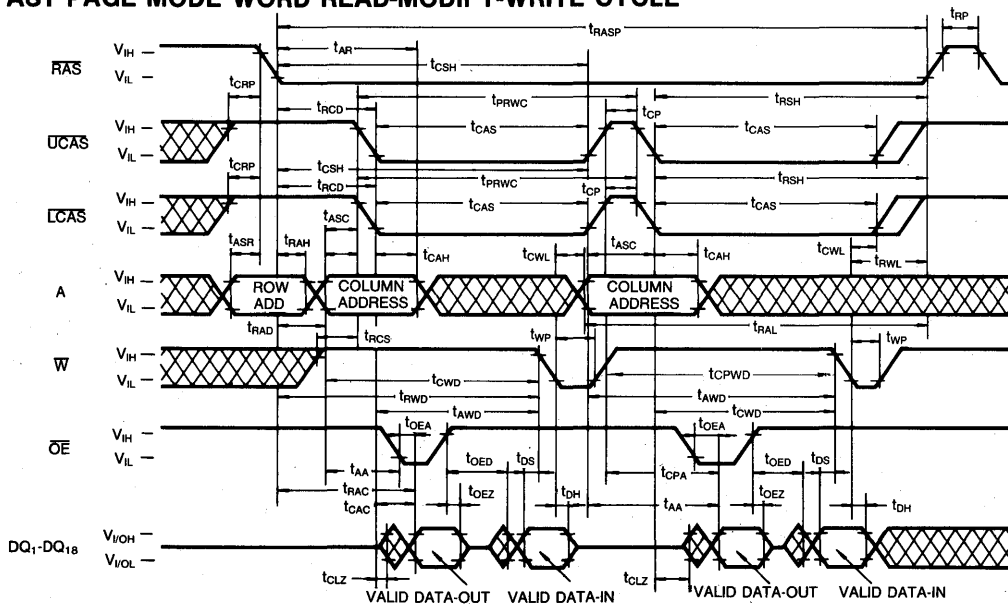 AST PAGE MODE WORD READ-MODIFY-WRITE CYCLE
tRASP tRP
tAR
RAS VIH VIL
tCSH
tCRP tPRWC tRSH
tRCD tCP
UCAS VIH VIL
tCAS tCAS
tCRP tCSH tPRWC
tRCD tCP tRSH
LCAS VIH VIL
tCAS tCAS
tASC
tASR tRAH tCAH tCWL tASC tCAH tCWL
tRWL
A VIH VIL
ROW ADD COLUMN ADDRESS COLUMN ADDRESS
tRAD tRAL
tRCS tWP tWP
W VIH VIL
tCWD tCPWD
tRWD tAWD
tAWD tCWD
OE VIH VIL
tOEA tOEA
tOED tDS tOED tDS
tAA tCPA
tRAC tOEZ tDH tAA tOEZ tDH
tCAC
DQ1-DQ18 VI/OH VI/OL
tCLZ tCLZ
VALID DATA-OUT VALID DATA-IN VALID DATA-OUT VALID DATA-IN